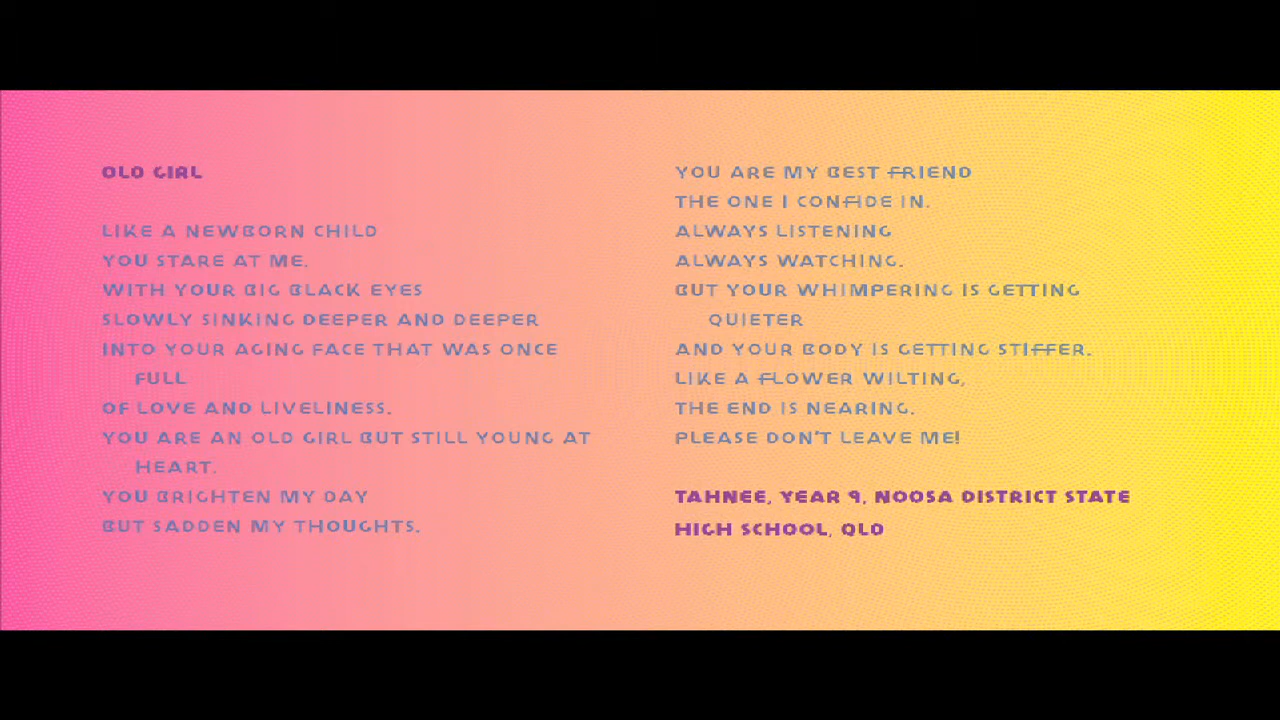 OLD GIRL
LIKE A NEWBORN CHILD
YOU STARE AT ME.
WITH YOUR BIG BLACK EYES
SLOWLY SINKING DEEPER AND DEEPER
INTO YOUR AGING FACE THAT WAS ONCE
FULL
OF LOVE AND LIVELINESS.
YOU ARE AN OLD GIRL BUT STILL YOUNG AT
HEART.
YOU BRIGHTEN MY DAY
BUT SADDEN MY THOUGHTS.
YOU ARE MY BEST FRIEND
THE ONE I CONFIDE IN.
ALWAYS LISTENING
ALWAYS WATCHING.
BUT YOUR WHIMPERING IS GETTING
QUIETER
AND YOUR BODY IS GETTING STIFFER.
LIKE A FLOWER WILTING,
THE END IS NEARING.
PLEASE DON'T LEAVE ME!
TAHNEE, YEAR 9, NOOSA DISTRICT STATE
HIGH SCHOOL, QLD